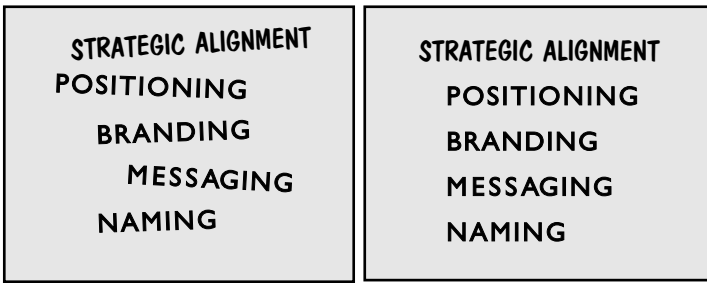 STRATEGIC ALIGNMENT
POSITIONING
BRANDING
MESSAGING
NAMING
STRATEGIC ALIGNMENT
POSITIONING
BRANDING
MESSAGING
NAMING